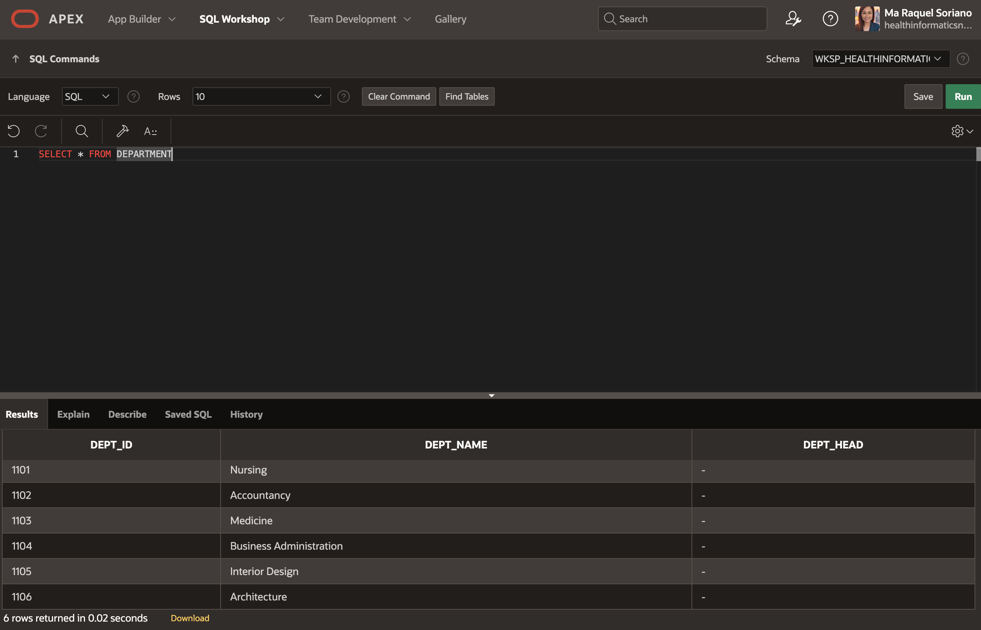 APEX App Builder SQL Workshop Team Development Gallery Search ? Ma Raquel Soriano
healthinformaticsn...
↑ SQL Commands Schema WKSP_HEALTHINFORMATI ?
Language SQL ? Rows 10 ? Clear Command Find Tables Save Run
A::
1 SELECT * FROM DEPARTMENT
Results Explain Describe Saved SQL History
DEPT_ID DEPT_NAME DEPT_HEAD
1101 Nursing -
1102 Accountancy -
1103 Medicine -
1104 Business Administration -
1105 Interior Design -
1106 Architecture -
6 rows returned in 0.02 seconds Download